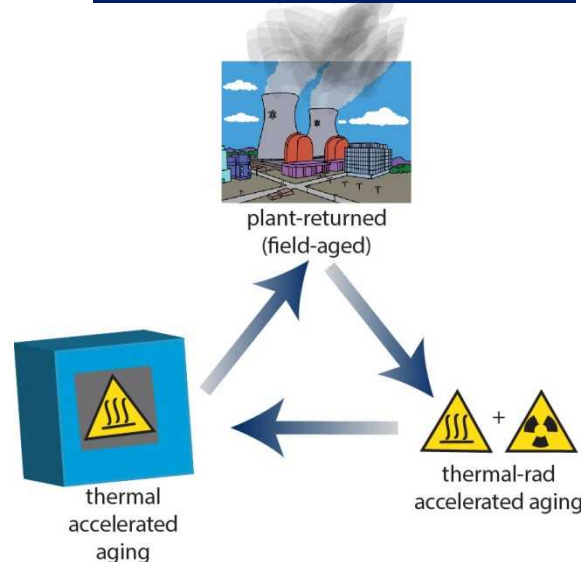 plant-returned
(field-aged)
+
thermal-rad
accelerated aging
thermal
accelerated
aging